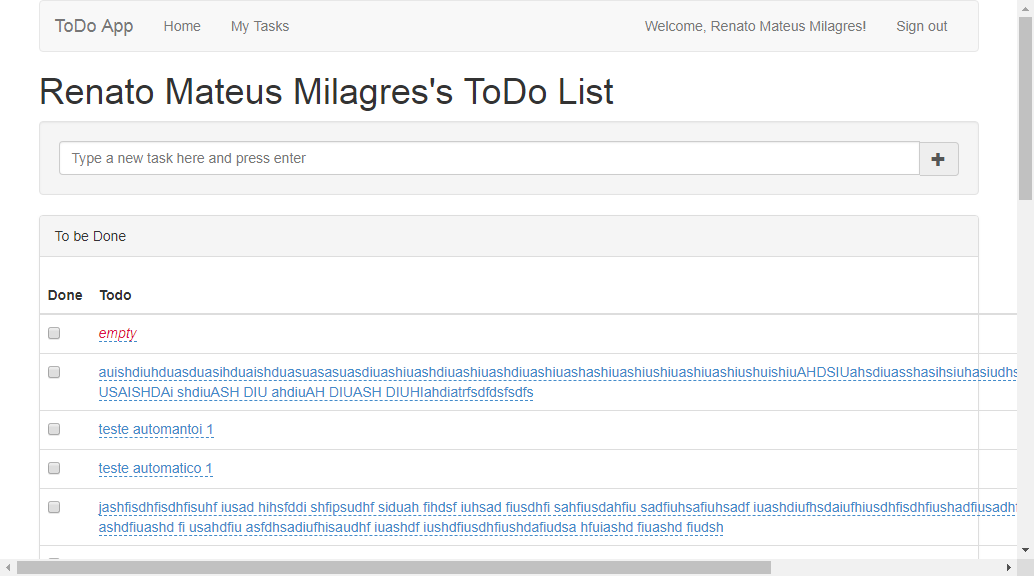 ToDo App Home My Tasks Welcome, Renato Mateus Milagres! Sign out
Renato Mateus Milagres's ToDo List
Type a new task here and press enter
To be Done
Done Todo
empty
USAISHDAi shdiuASH DIU ahdiuAH DIUASH DIUHIahdiatrfsdfdsfsdfs
teste automantoi 1
teste automatico 1
jashfisdhfisdhfisuhf iusad hihsfddi shfipsudhf siduah fihdsf iuhsad fiusdhfi sahfiusdahfiu sadfiuhsafiuhsadf
ashdfiuashd fi usahdfiu asfdhsadiufhisaudhf iuashdf iushdfiusdhfiushdafiudsa hfuiashd fiuashd fiudsh